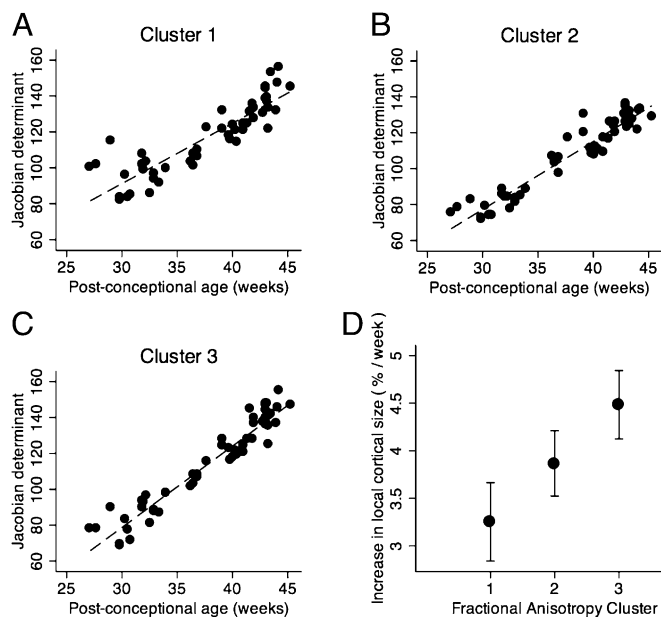 A
Cluster 1
Jacobian determinant
60 80 100 120 140 160
25 30 35 40 45
Post-conceptional age (weeks)
B
Cluster 2
Jacobian determinant
60 80 100 120 140 160
25 30 35 40 45
Post-conceptional age (weeks)
C
Cluster 3
Jacobian determinant
60 80 100 120 140 160
25 30 35 40 45
Post-conceptional age (weeks)
D
Increase in local cortical size ( % / week )
3 3.5 4 4.5 5
1 2 3
Fractional Anisotropy Cluster